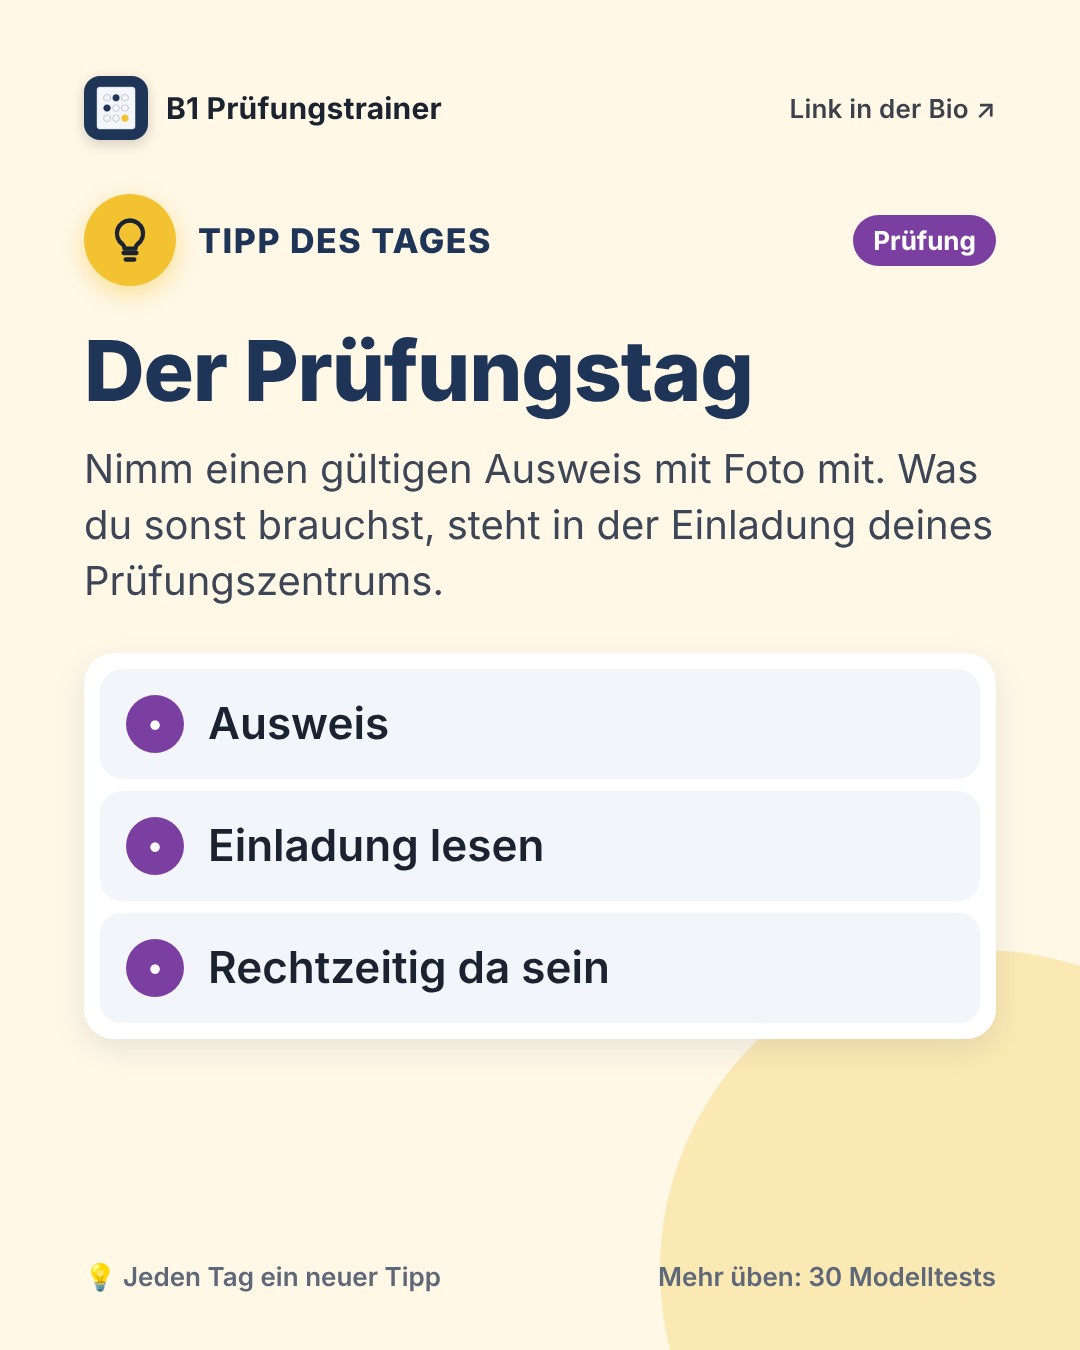 B1 Prüfungstrainer
Link in der Bio ↗
TIPP DES TAGES
Prüfung
Der Prüfungstag
Nimm einen gültigen Ausweis mit Foto mit. Was
du sonst brauchst, steht in der Einladung deines
Prüfungszentrums.
• Ausweis
• Einladung lesen
• Rechtzeitig da sein
💡 Jeden Tag ein neuer Tipp
Mehr üben: 30 Modelltests